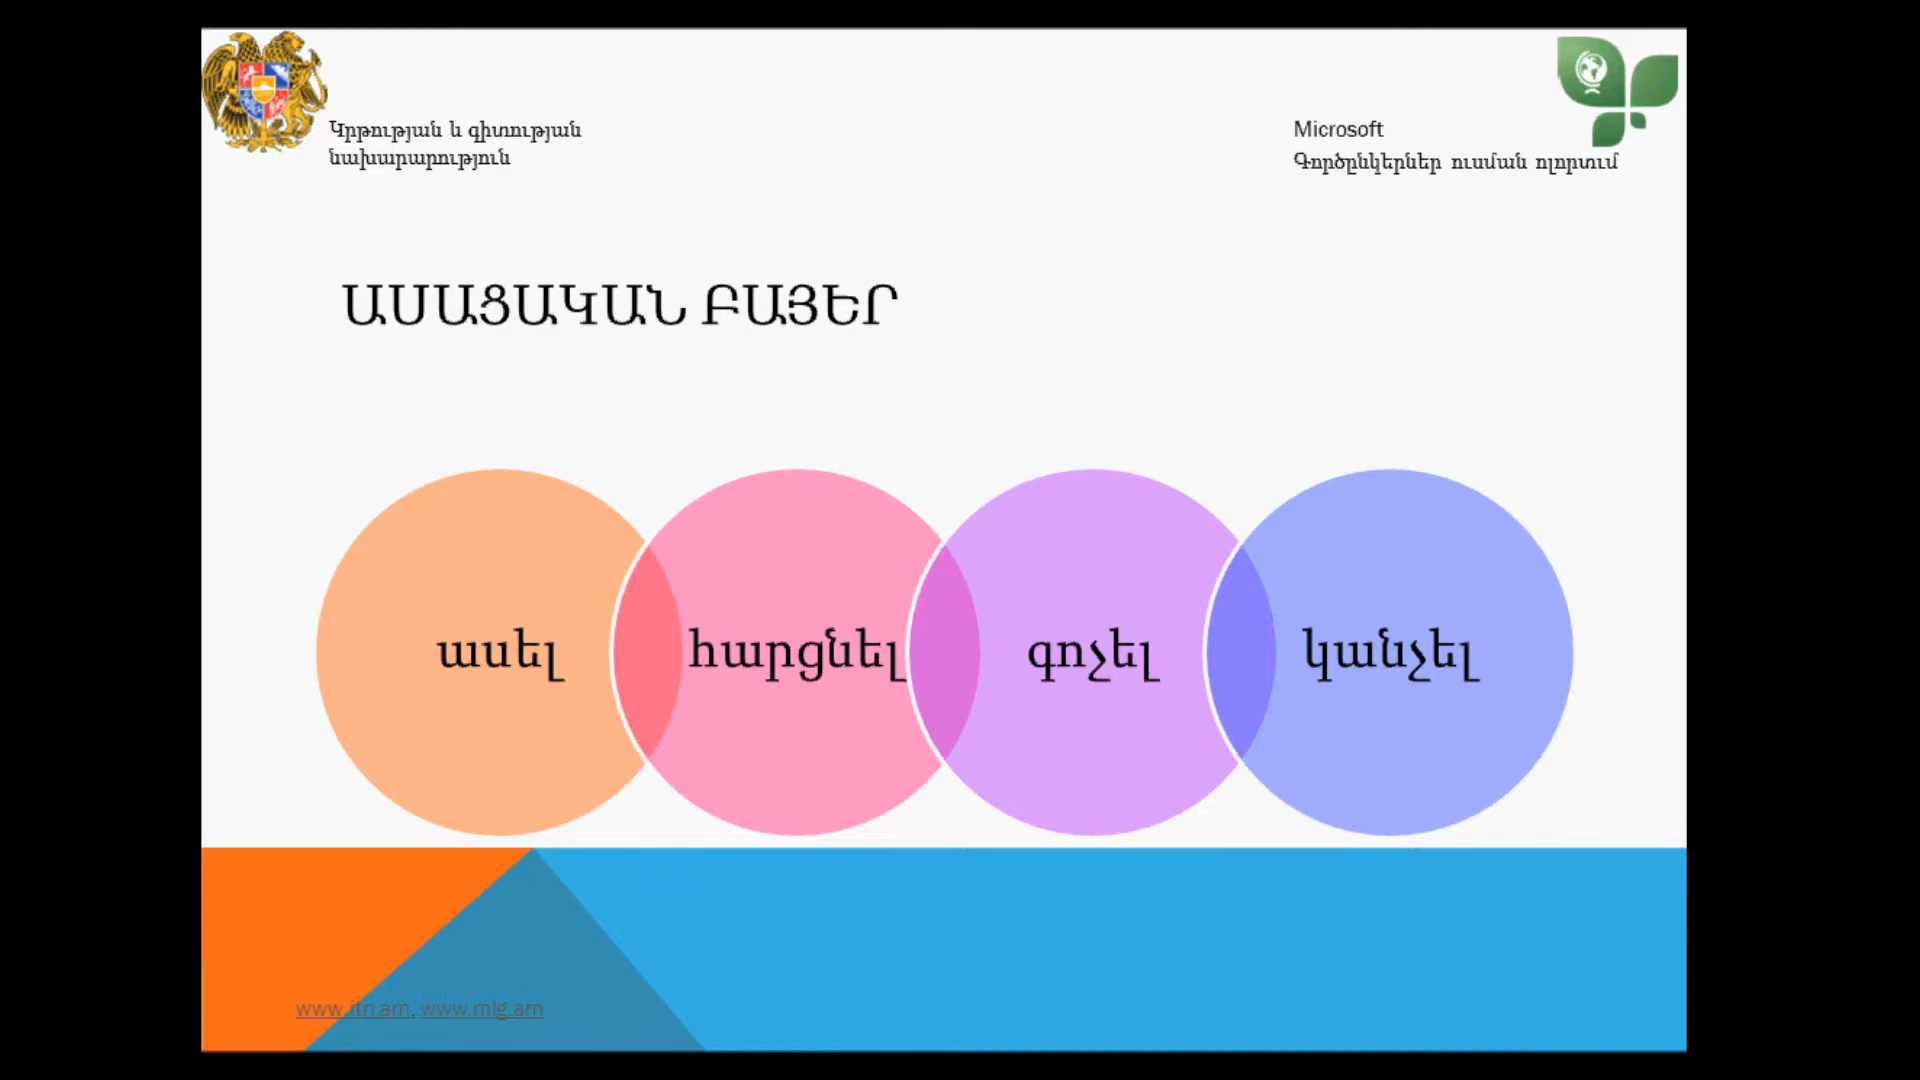 Կրթության և գիտության
նախարարություն
Microsoft
Գործընկերներ ուսման ոլորտւմ
ԱՍԱՑԱԿԱՆ ԲԱՅԵՐ
ասել հարցնել գոչել կանչել
www.itn.am, www.mlg.am